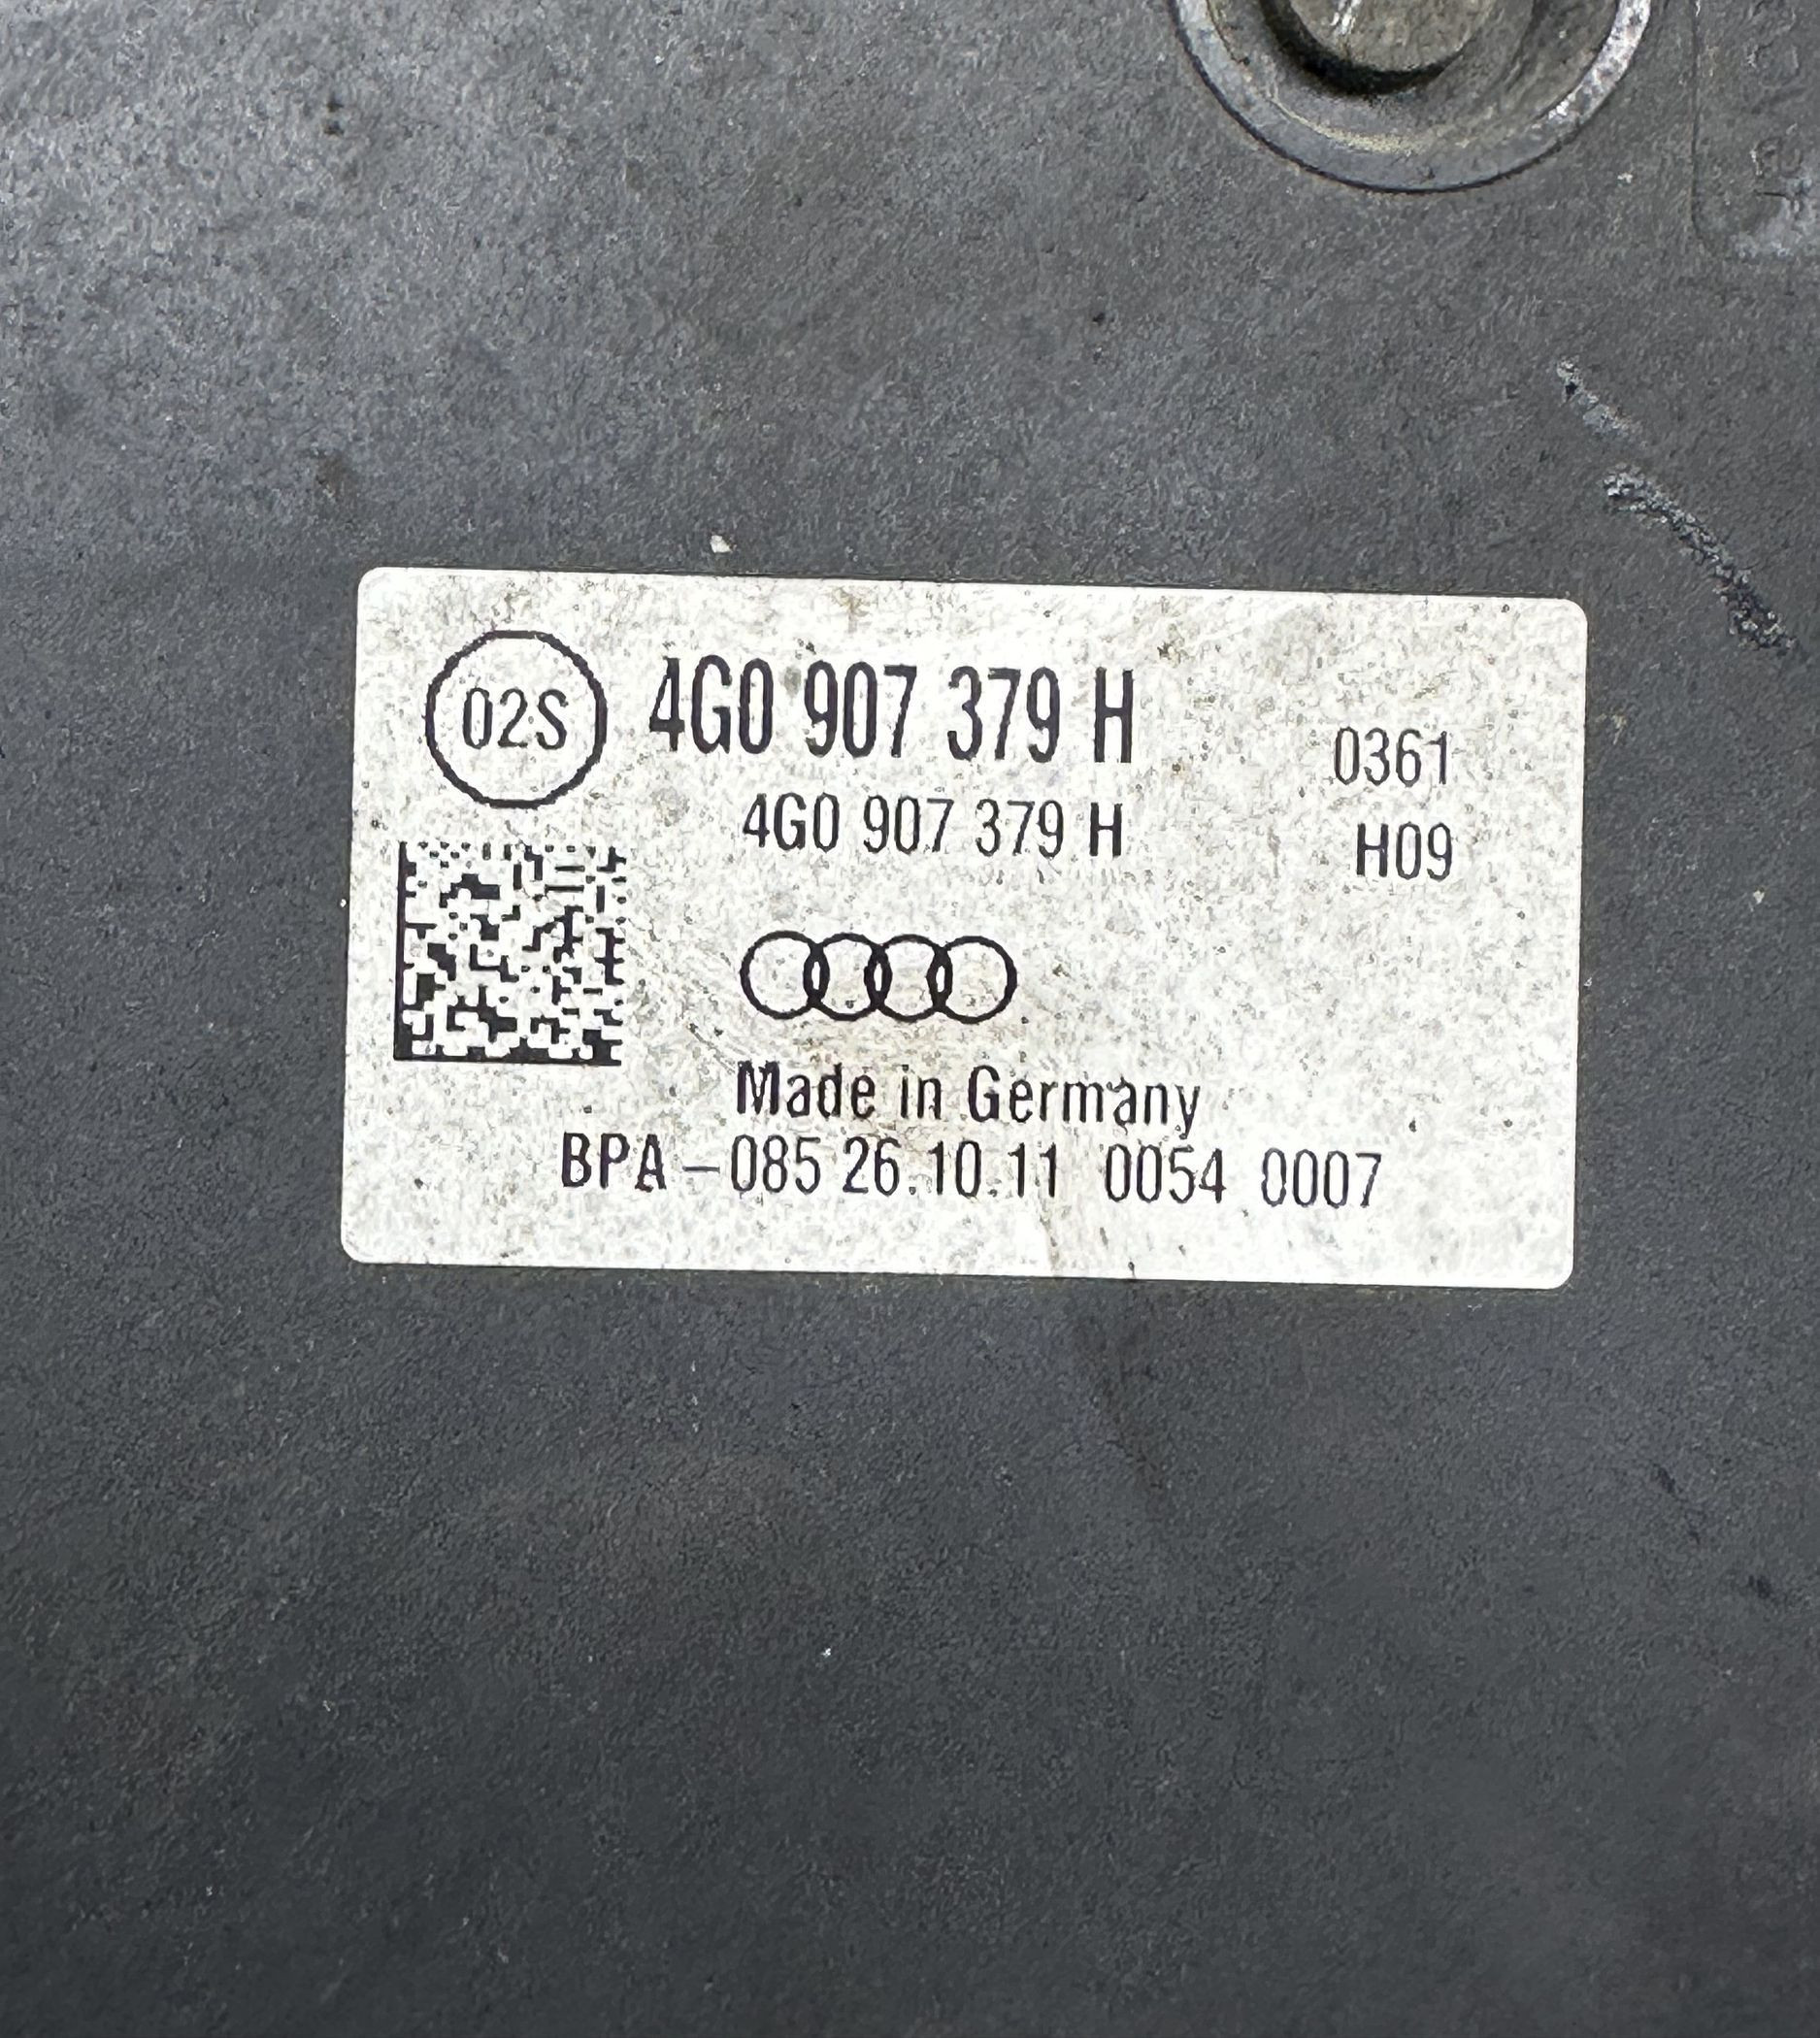 02S 4G0 907 379 H 0361
4G0 907 379 H H09
Made in Germany
BPA-085 26.10.11 0054 0007